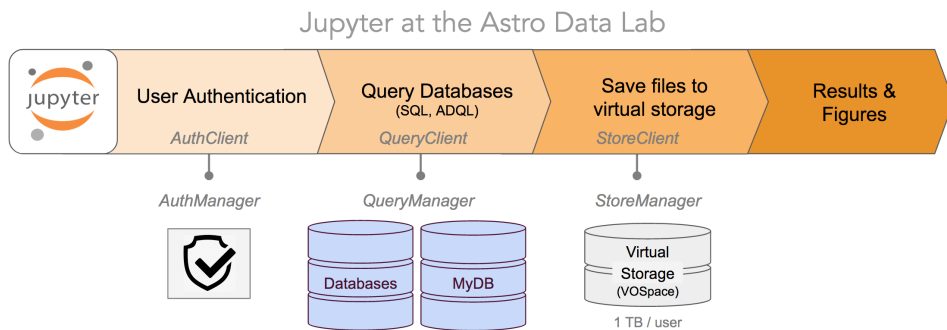 Jupyter at the Astro Data Lab
jupyter
User Authentication
AuthClient
Query Databases
(SQL, ADQL)
QueryClient
Save files to
virtual storage
StoreClient
Results &
Figures
AuthManager
QueryManager
StoreManager
Databases
MyDB
Virtual
Storage
(VOSpace)
1 TB / user